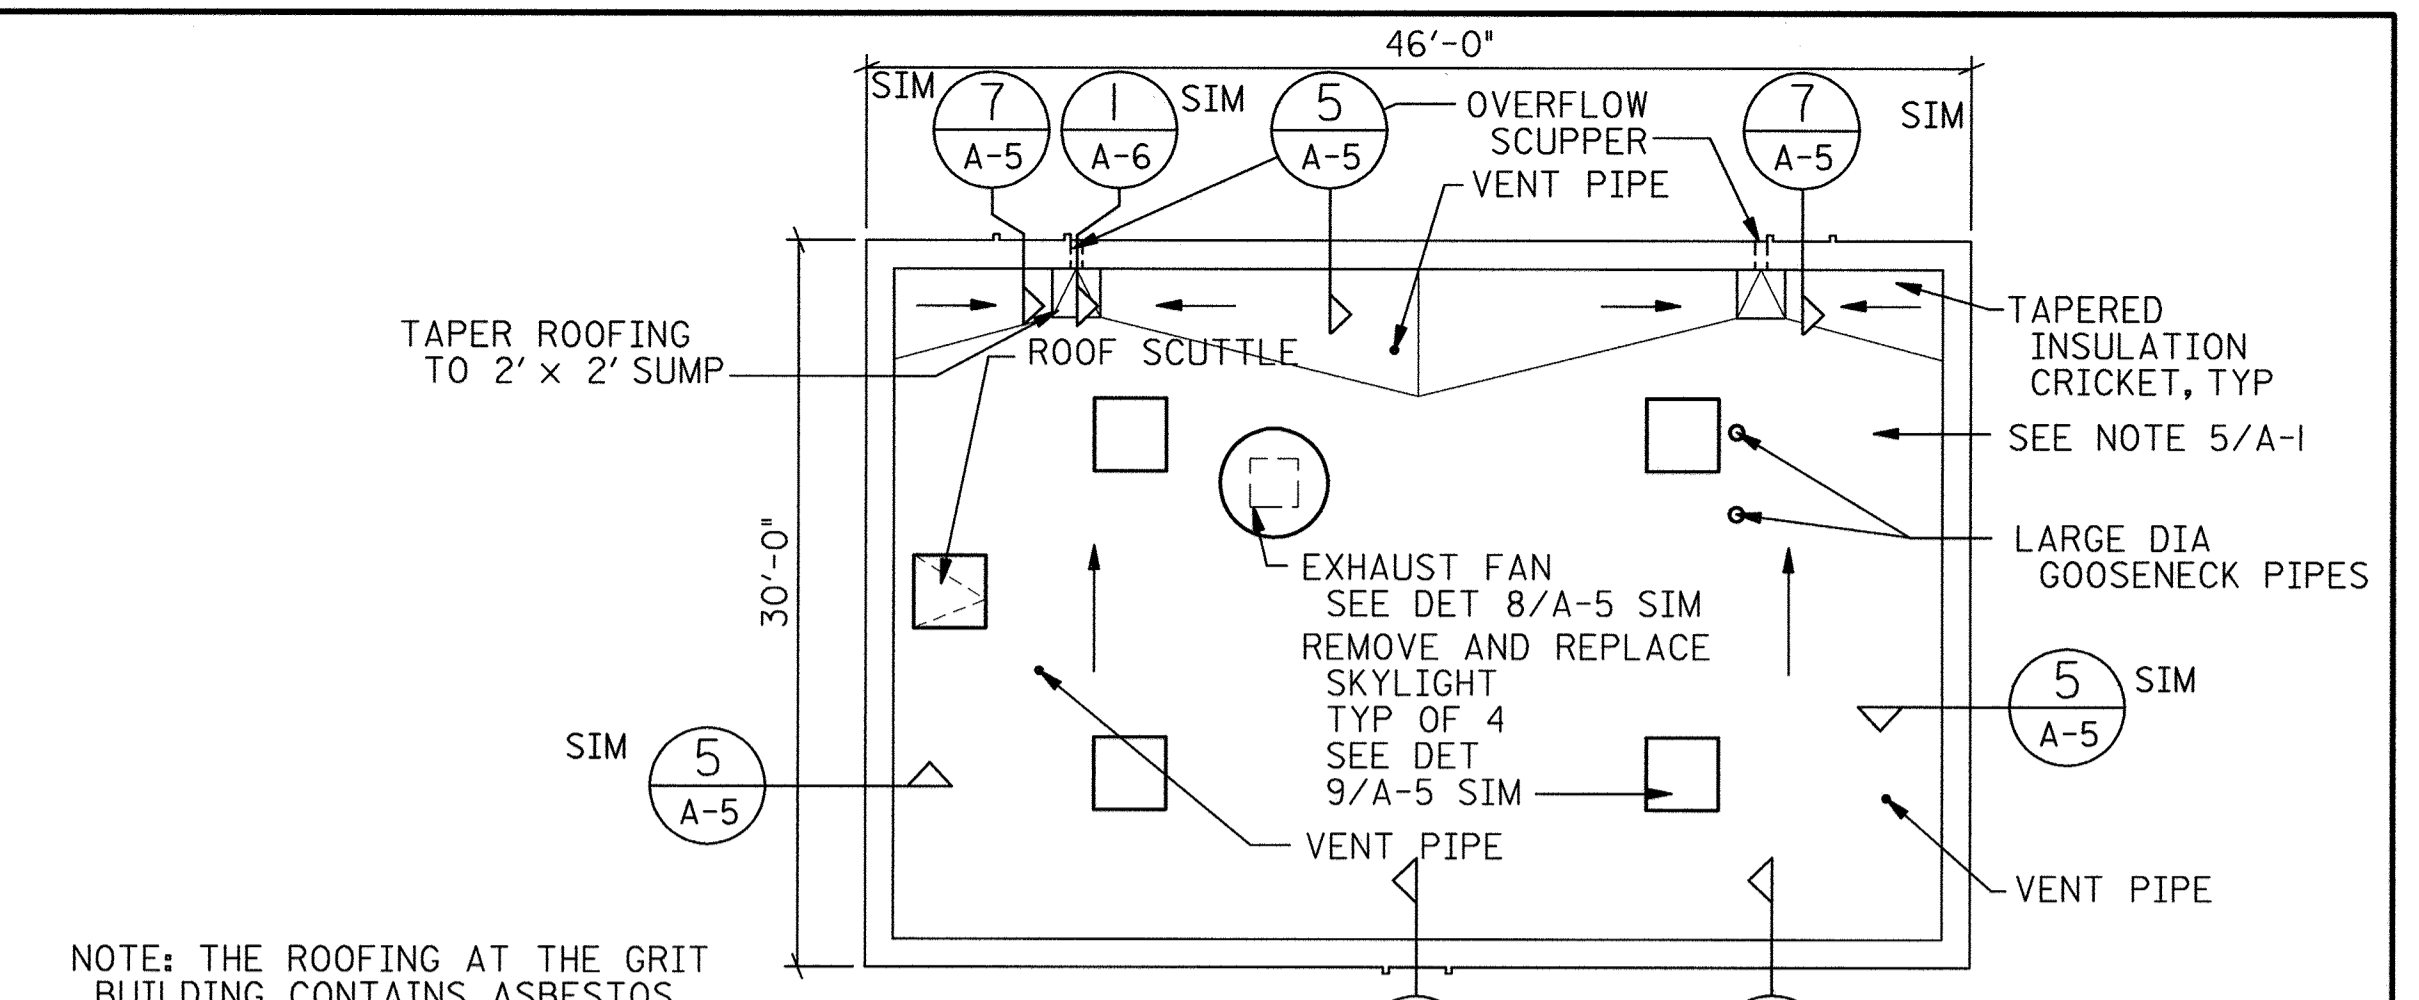 46'-0"
SIM
7
A-5
1
A-6
SIM
5
A-5
OVERFLOW
SCUPPER
VENT PIPE
7
A-5
SIM
TAPER ROOFING
TO 2' x 2' SUMP
ROOF SCUTTLE
TAPERED
INSULATION
CRICKET, TYP
SEE NOTE 5/A-1
LARGE DIA
GOOSENECK PIPES
30'-0"
EXHAUST FAN
SEE DET 8/A-5 SIM
REMOVE AND REPLACE
SKYLIGHT
TYP OF 4
SEE DET
9/A-5 SIM
5
A-5
SIM
SIM
5
A-5
VENT PIPE
VENT PIPE
NOTE: THE ROOFING AT THE GRIT
BUILDING CONTAINS ASBESTOS